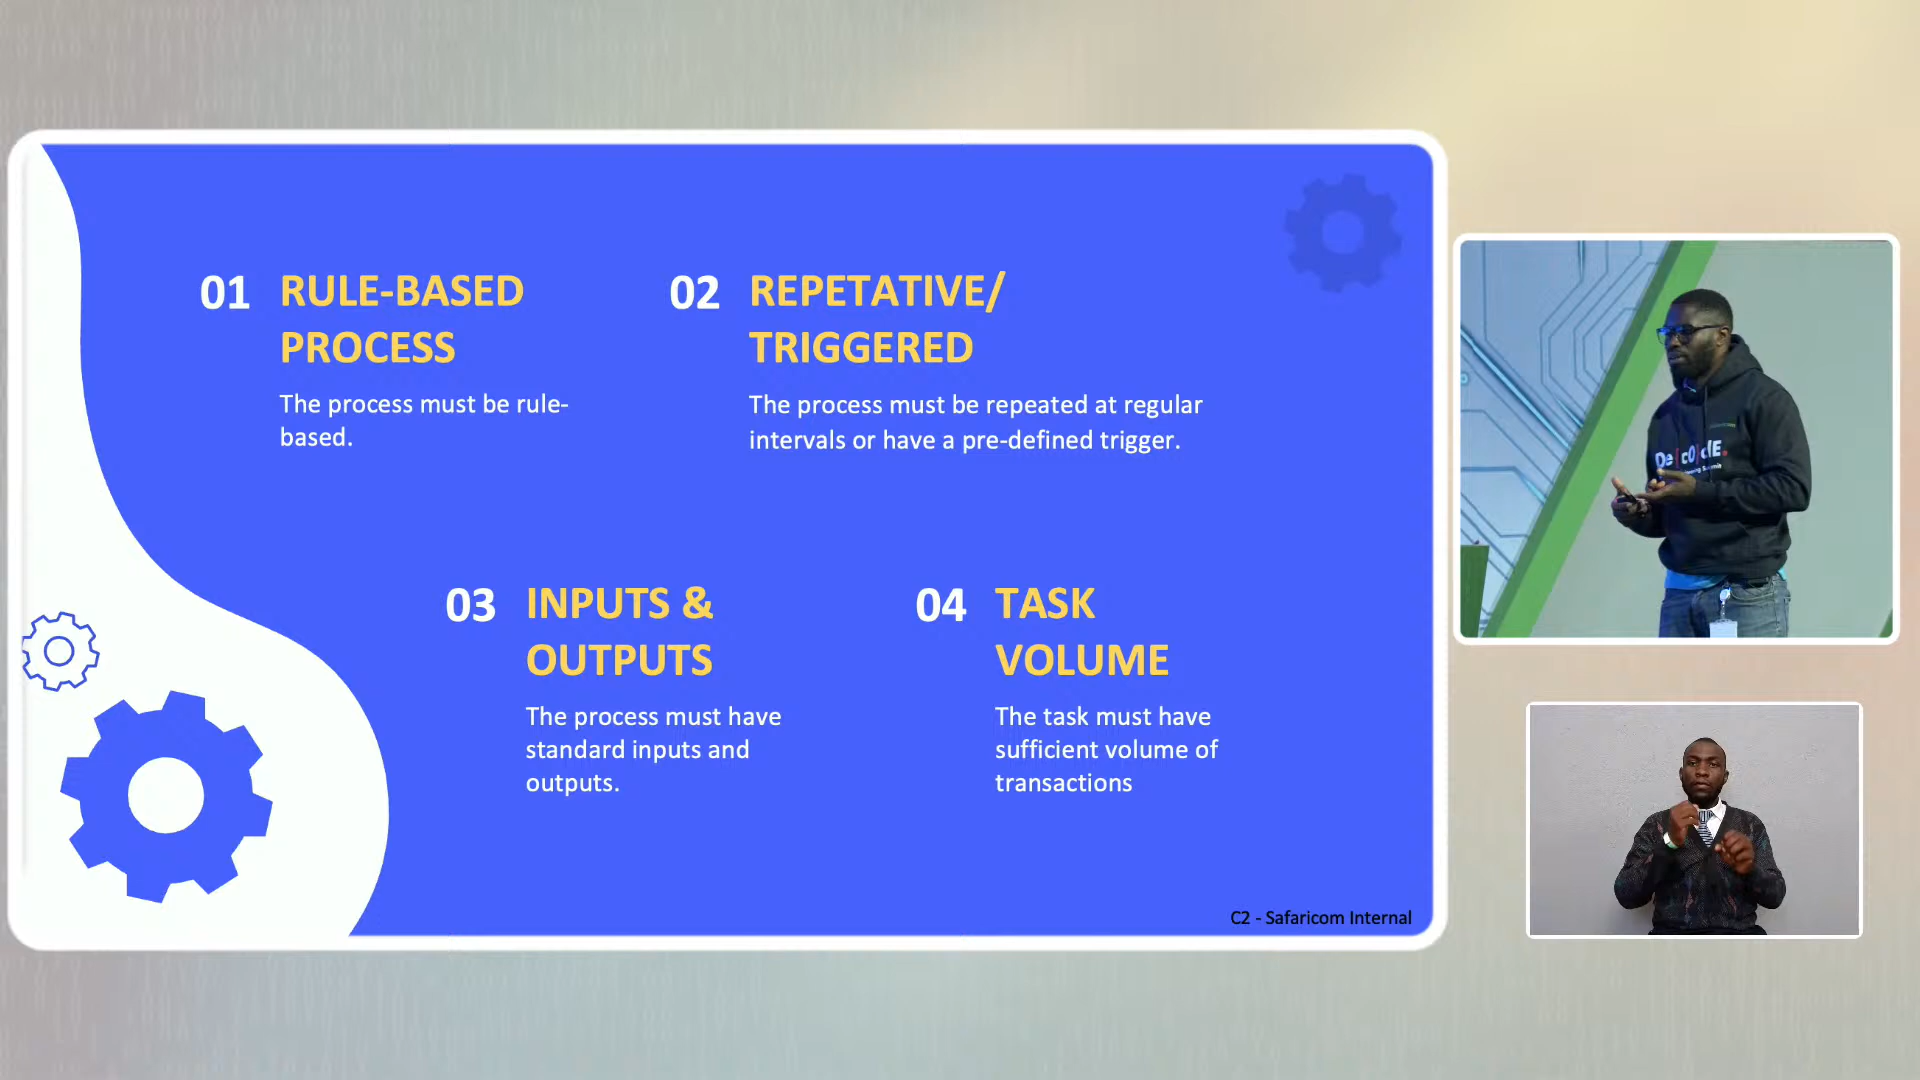 01 RULE-BASED
PROCESS
The process must be rule-
based.
02 REPETATIVE/
TRIGGERED
The process must be repeated at regular
intervals or have a pre-defined trigger.
03 INPUTS &
OUTPUTS
The process must have
standard inputs and
outputs.
04 TASK
VOLUME
The task must have
sufficient volume of
transactions
C2 - Safaricom Internal